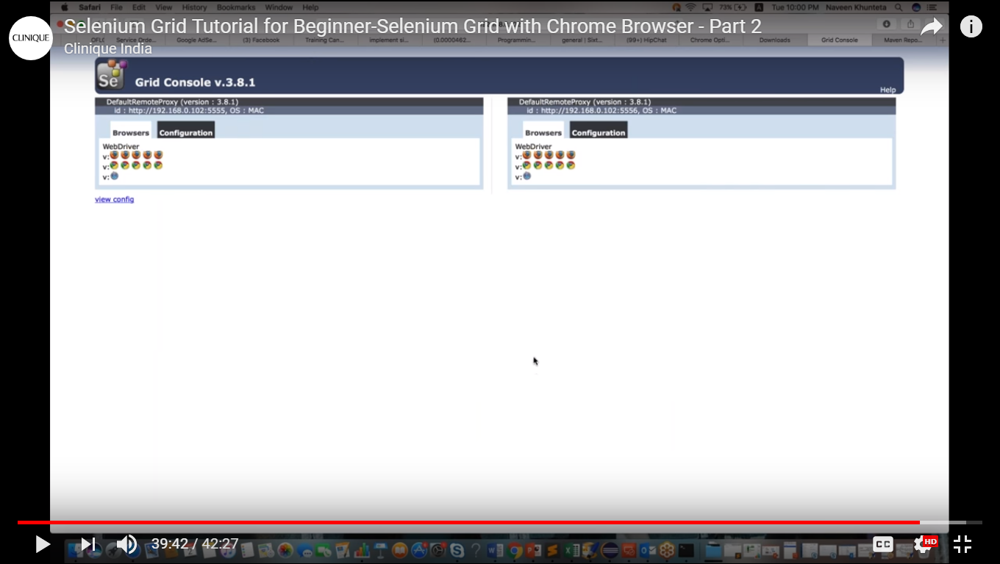 Safari File Edit View History Bookmarks Window Help 73% Tue 10:00 PM Naveen Khunteta
CLINIQUE
Selenium Grid Tutorial for Beginner-Selenium Grid with Chrome Browser - Part 2
Clinique India
Service Orde... Google AdSe... (3) Facebook Training Can... implement si... (0.0000462... Programmin... general | Sixt... (99+) HipChat Chrome Opti... Downloads Grid Console Maven Repo...
Se Grid Console v.3.8.1
Help
DefaultRemoteProxy (version : 3.8.1)
id : http://192.168.0.102:5555, OS : MAC
Browsers Configuration
WebDriver
v:
v:
v:
view config
DefaultRemoteProxy (version : 3.8.1)
id : http://192.168.0.102:5556, OS : MAC
Browsers Configuration
WebDriver
v:
v:
v:
39:42 / 42:27
CC
HD